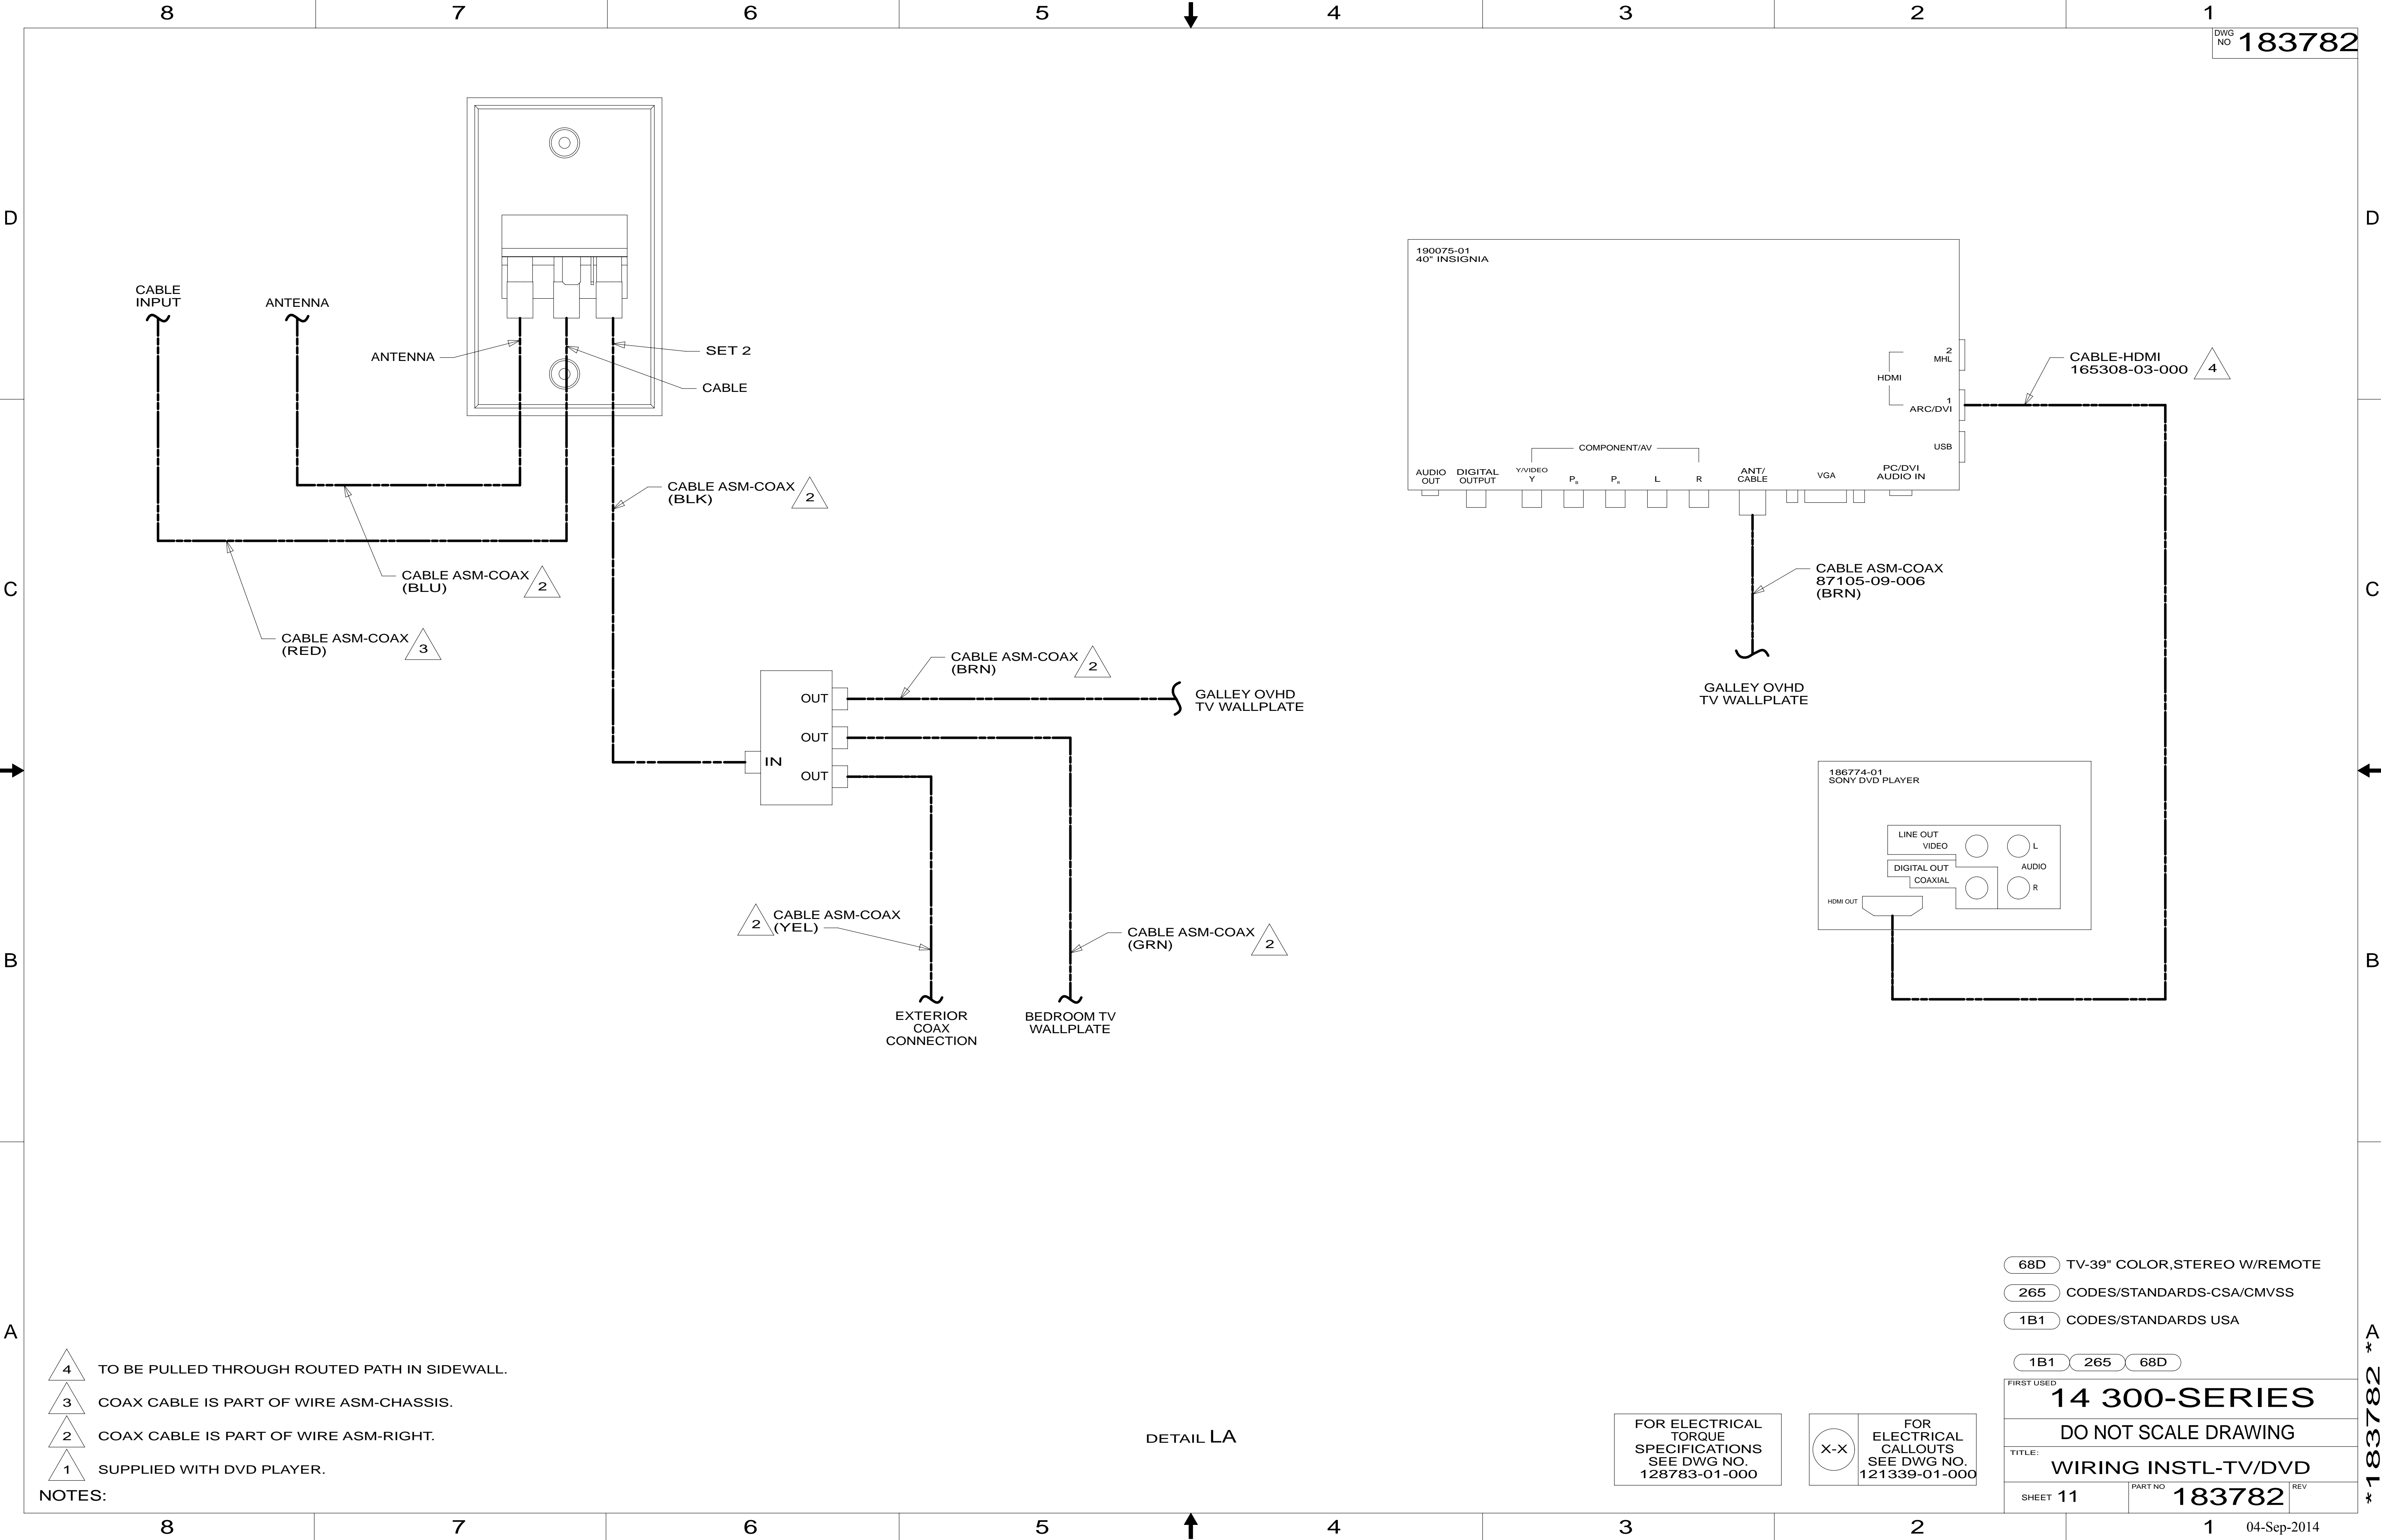 8 7 6 5 4 3 2 1
DWG
NO
183782
D
D
CABLE
INPUT
ANTENNA
ANTENNA
SET 2
CABLE
CABLE ASM-COAX
(BLK)
2
CABLE ASM-COAX
(BLU)
2
CABLE ASM-COAX
(RED)
3
CABLE ASM-COAX
(BRN)
2
OUT
OUT
OUT
IN
GALLEY OVHD
TV WALLPLATE
2
CABLE ASM-COAX
(YEL)
CABLE ASM-COAX
(GRN)
2
EXTERIOR
COAX
CONNECTION
BEDROOM TV
WALLPLATE
190075-01
40" INSIGNIA
2
MHL
HDMI
1
ARC/DVI
USB
COMPONENT/AV
AUDIO
OUT
DIGITAL
OUTPUT
Y/VIDEO
Y
PB
PR
L
R
ANT/
CABLE
VGA
PC/DVI
AUDIO IN
CABLE-HDMI
165308-03-000
4
CABLE ASM-COAX
87105-09-006
(BRN)
GALLEY OVHD
TV WALLPLATE
C
C
186774-01
SONY DVD PLAYER
LINE OUT
VIDEO
L
AUDIO
DIGITAL OUT
COAXIAL
R
HDMI OUT
B
B
68D TV-39" COLOR,STEREO W/REMOTE
265 CODES/STANDARDS-CSA/CMVSS
1B1 CODES/STANDARDS USA
1B1 265 68D
A
A
4 TO BE PULLED THROUGH ROUTED PATH IN SIDEWALL.
3 COAX CABLE IS PART OF WIRE ASM-CHASSIS.
2 COAX CABLE IS PART OF WIRE ASM-RIGHT.
1 SUPPLIED WITH DVD PLAYER.
NOTES:
DETAIL LA
FOR ELECTRICAL
TORQUE
SPECIFICATIONS
SEE DWG NO.
128783-01-000
X-X
FOR
ELECTRICAL
CALLOUTS
SEE DWG NO.
121339-01-000
FIRST USED
14 300-SERIES
DO NOT SCALE DRAWING
TITLE:
WIRING INSTL-TV/DVD
SHEET 11
PART NO
183782
REV
*183782*
8 7 6 5 4 3 2 1
04-Sep-2014